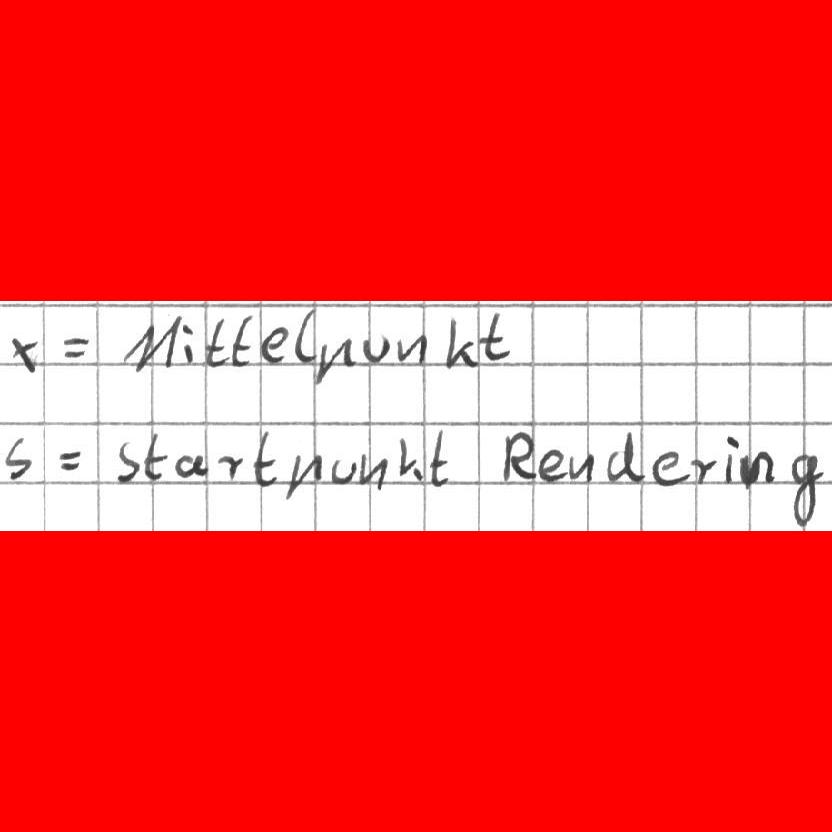 x = Mittelpunkt
s = startpunkt Rendering